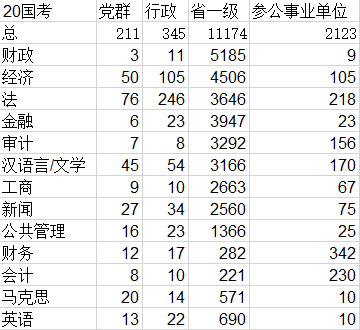 20国考 党群 行政 省一级 参公事业单位
总 211 345 11174 2123
财政 3 11 5185 9
经济 50 105 4506 105
法 76 246 3646 218
金融 6 23 3947 23
审计 7 8 3292 156
汉语言/文学 45 54 3166 170
工商 9 10 2663 67
新闻 27 34 2560 75
公共管理 16 23 1366 25
财务 12 17 282 342
会计 8 10 221 230
马克思 20 14 571 10
英语 13 22 690 10